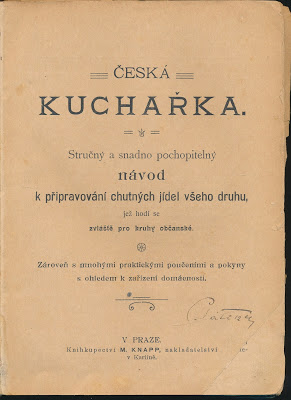 ČESKÁ
KUCHAŘKA.
Stručný a snadno pochopitelný
návod
k připravování chutných jídel všeho druhu,
jež hodí se
zvláště pro kruhy občanské.
Zároveň s mnohými praktickými poučeními a pokyny
s ohledem k zařízení domácnosti.
V PRAZE.
Knihkupectví M. KNAPP, nakladatelství
v Karlíně.